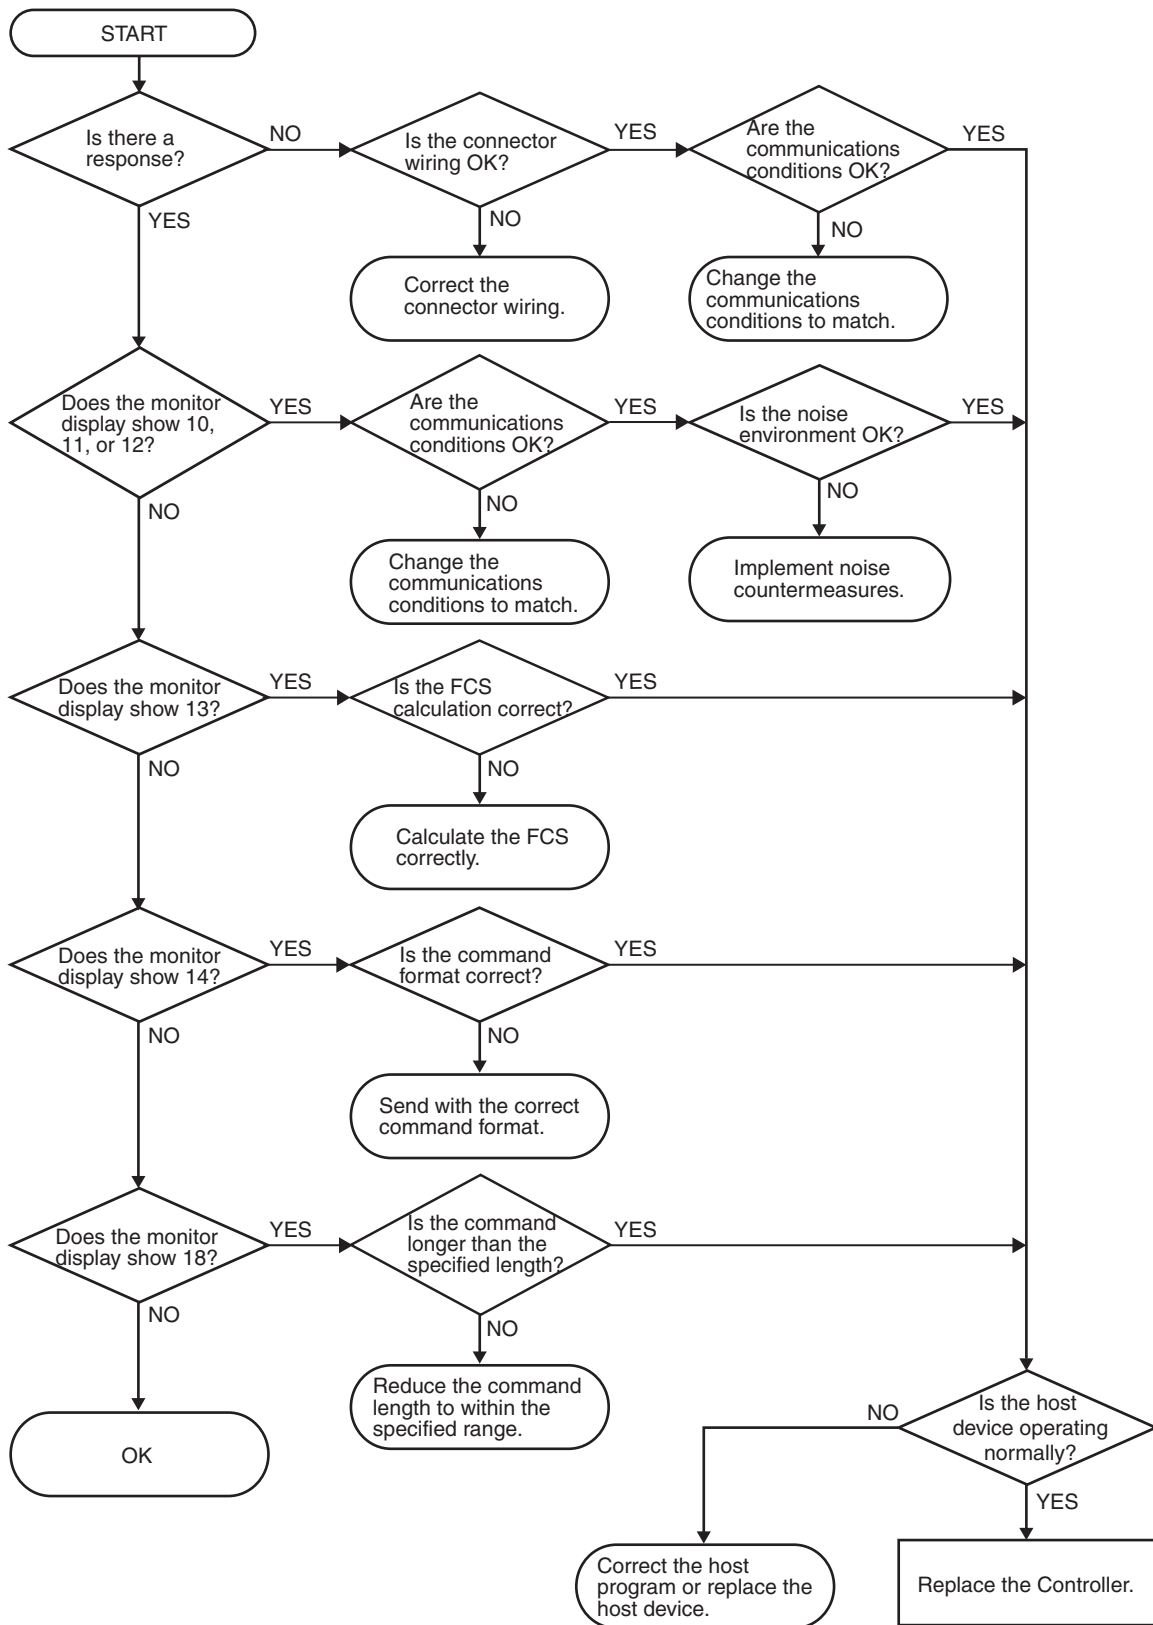 START
Is there a
response?
NO
Is the connector
wiring OK?
YES
Are the
communications
conditions OK?
YES
YES
NO
NO
Correct the
connector wiring.
Change the
communications
conditions to match.
Does the monitor
display show 10,
11, or 12?
YES
Are the
communications
conditions OK?
YES
Is the noise
environment OK?
YES
NO
NO
NO
Change the
communications
conditions to match.
Implement noise
countermeasures.
Does the monitor
display show 13?
YES
Is the FCS
calculation correct?
YES
NO
NO
Calculate the FCS
correctly.
Does the monitor
display show 14?
YES
Is the command
format correct?
YES
NO
NO
Send with the correct
command format.
Does the monitor
display show 18?
YES
Is the command
longer than the
specified length?
YES
NO
NO
Reduce the command
length to within the
specified range.
OK
NO
Is the host
device operating
normally?
YES
Correct the host
program or replace the
host device.
Replace the Controller.